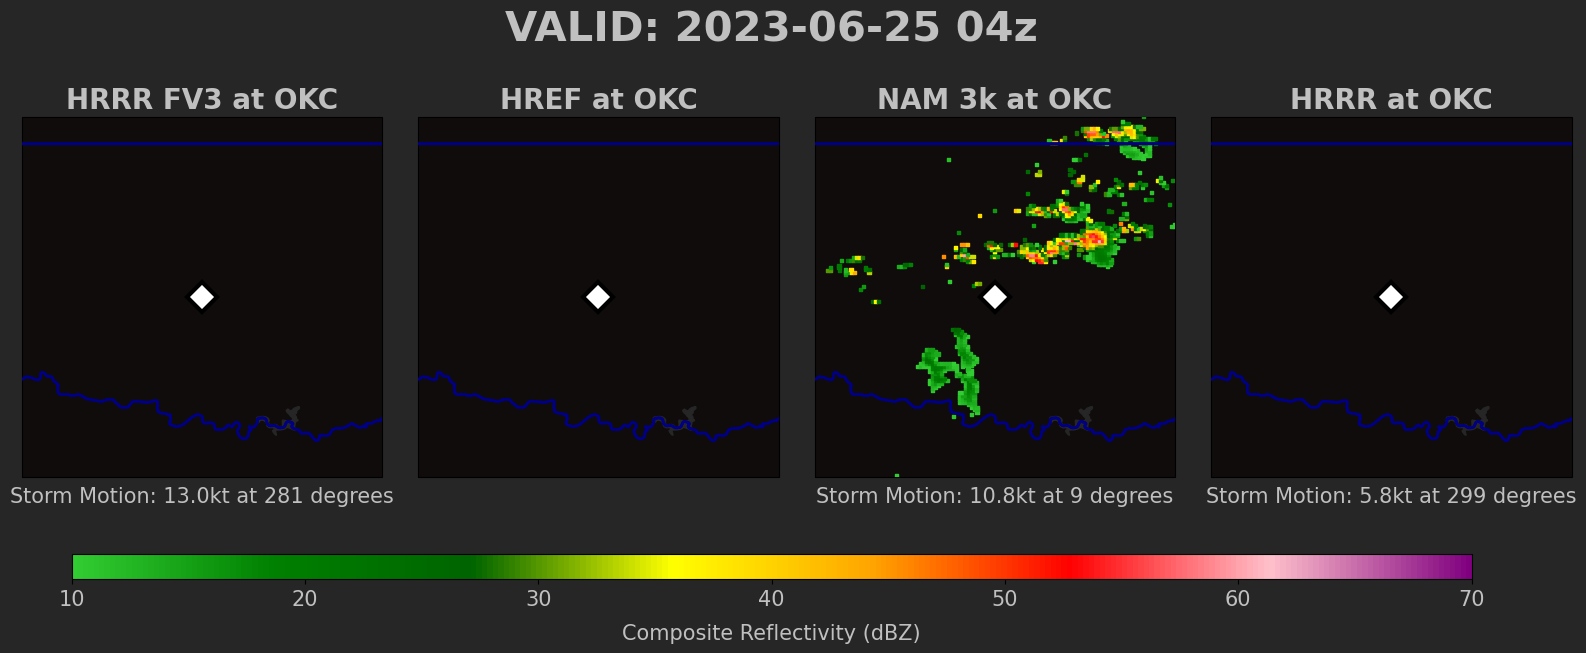 VALID: 2023-06-25 04z
HRRR FV3 at OKC
HREF at OKC
NAM 3k at OKC
HRRR at OKC
Storm Motion: 13.0kt at 281 degrees
Storm Motion: 10.8kt at 9 degrees
Storm Motion: 5.8kt at 299 degrees
10 20 30 40 50 60 70
Composite Reflectivity (dBZ)